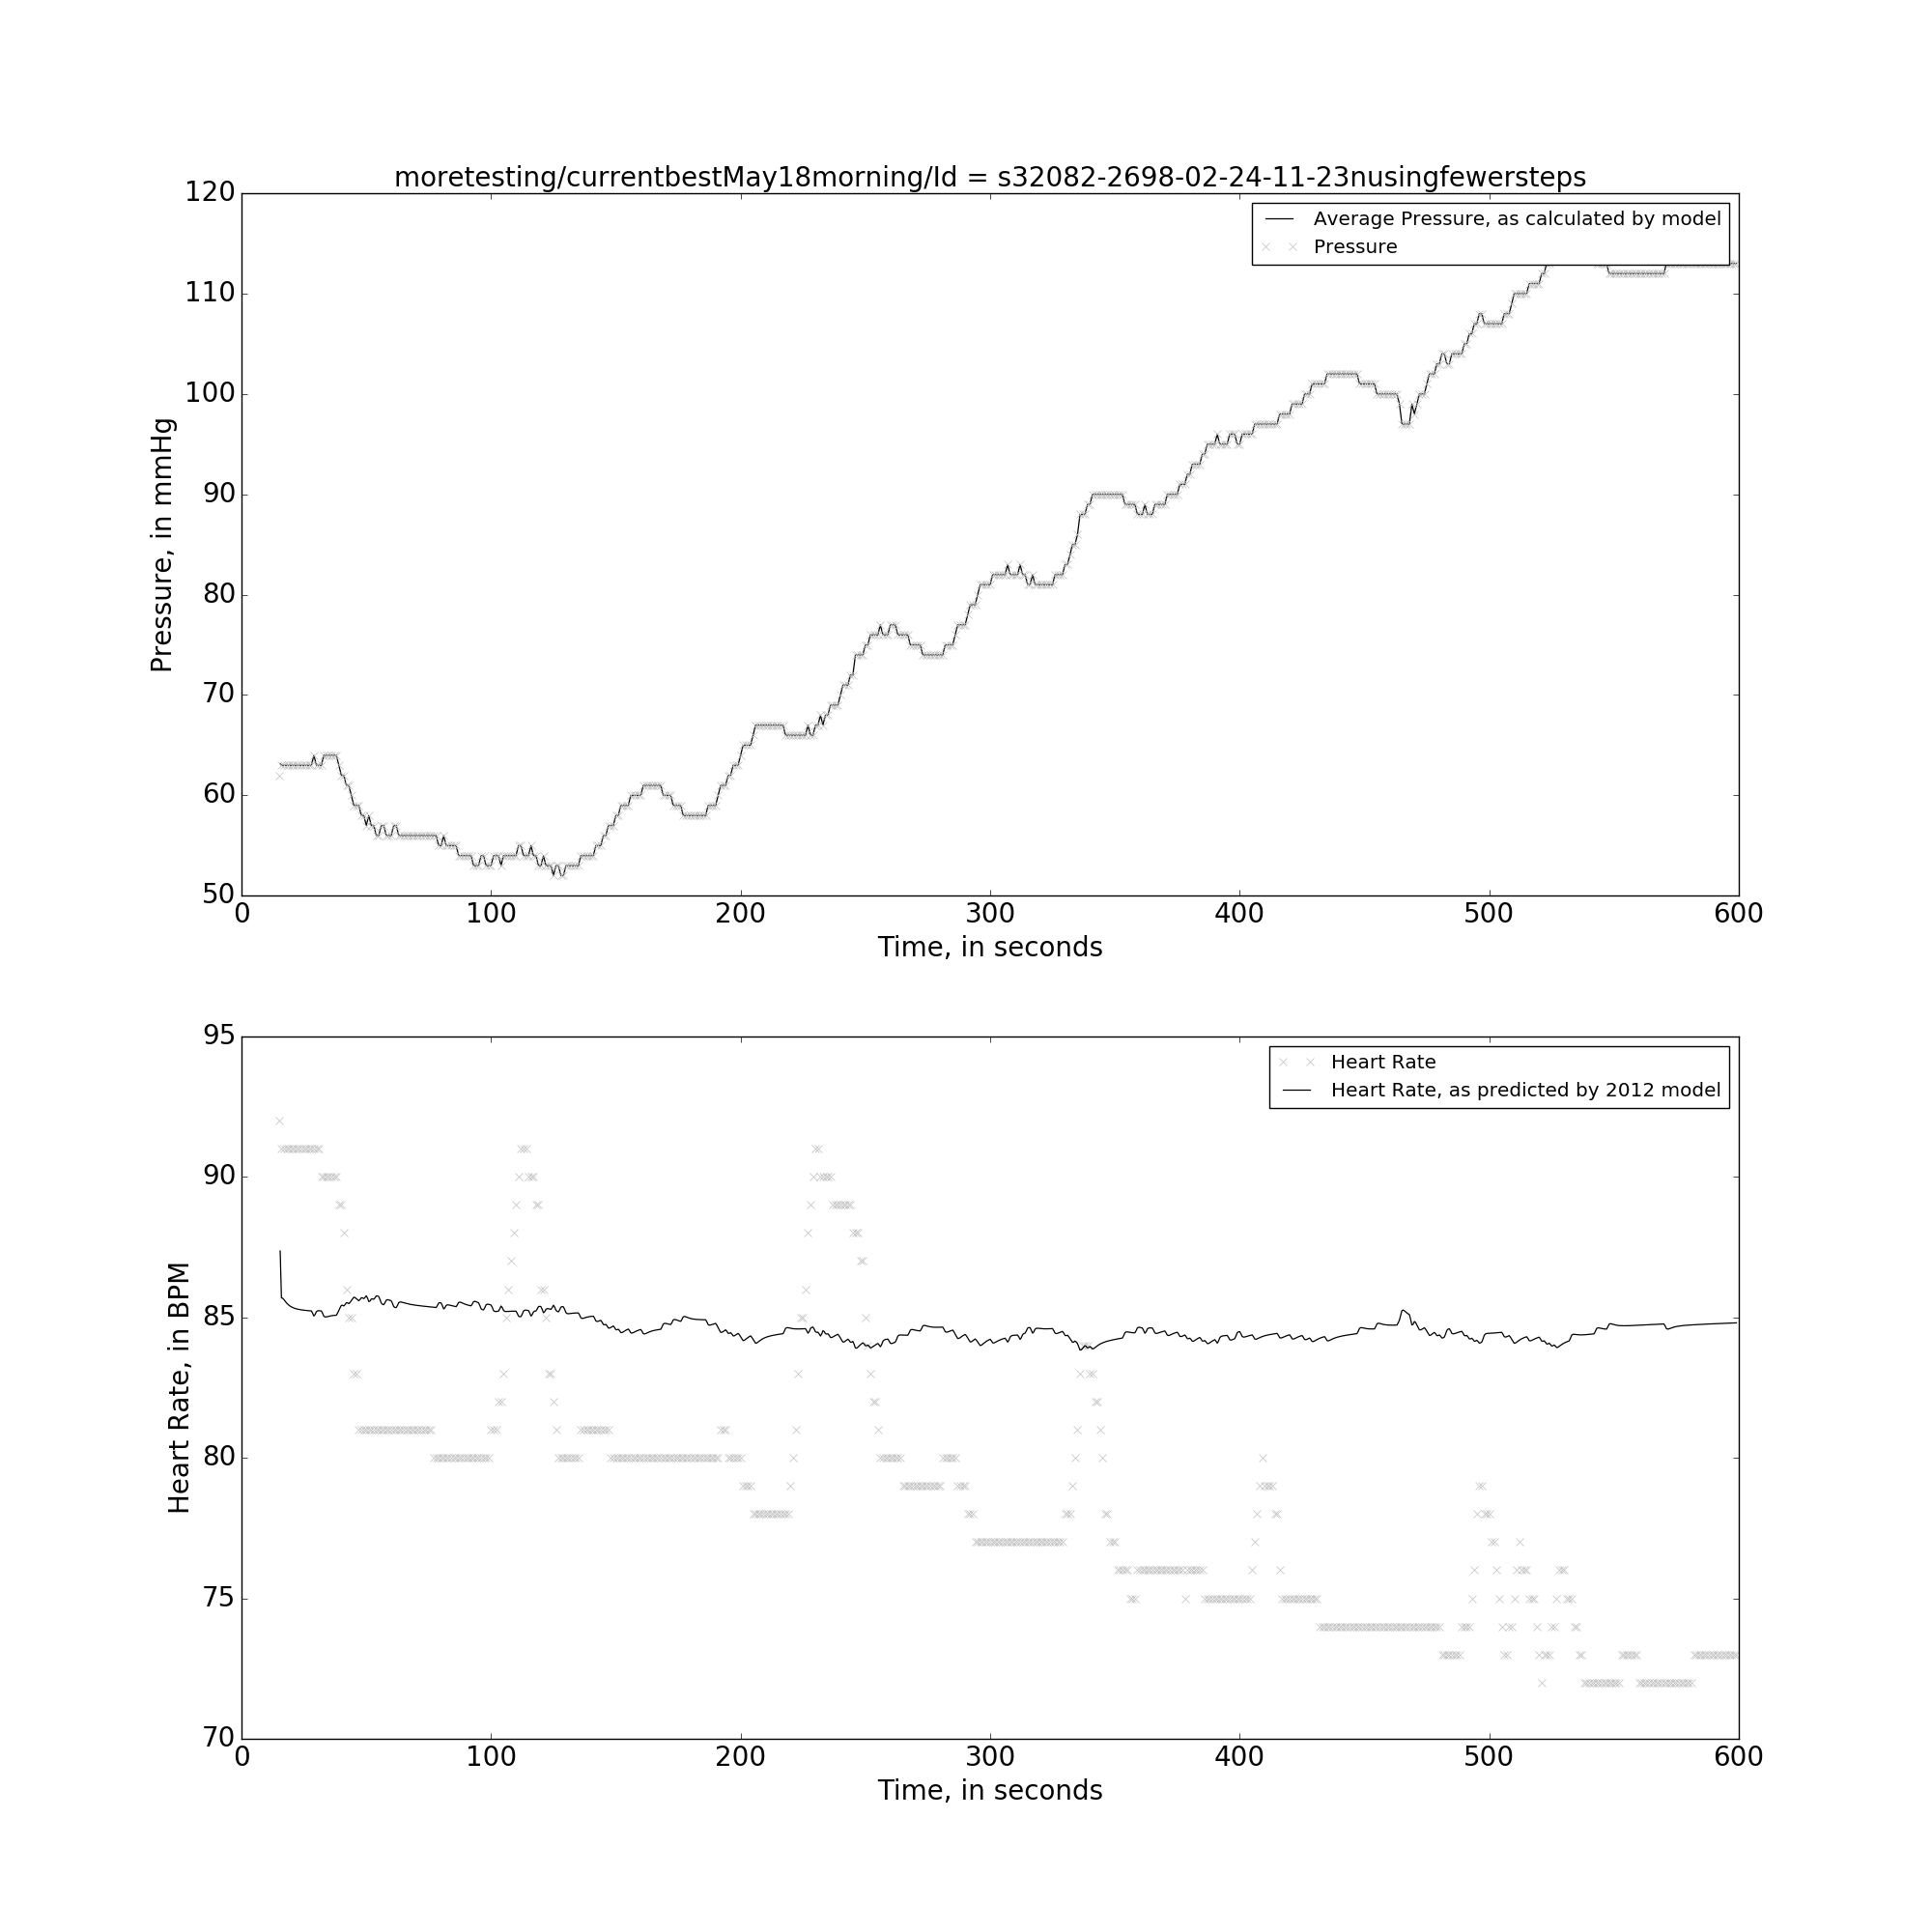 moretesting/currentbestMay18morning/Id = s32082-2698-02-24-11-23nusingfewersteps
120
110
100
90
80
70
60
50
Pressure, in mmHg
Average Pressure, as calculated by model
Pressure
0 100 200 300 400 500 600
Time, in seconds
95
90
85
80
75
70
Heart Rate, in BPM
Heart Rate
Heart Rate, as predicted by 2012 model
0 100 200 300 400 500 600
Time, in seconds